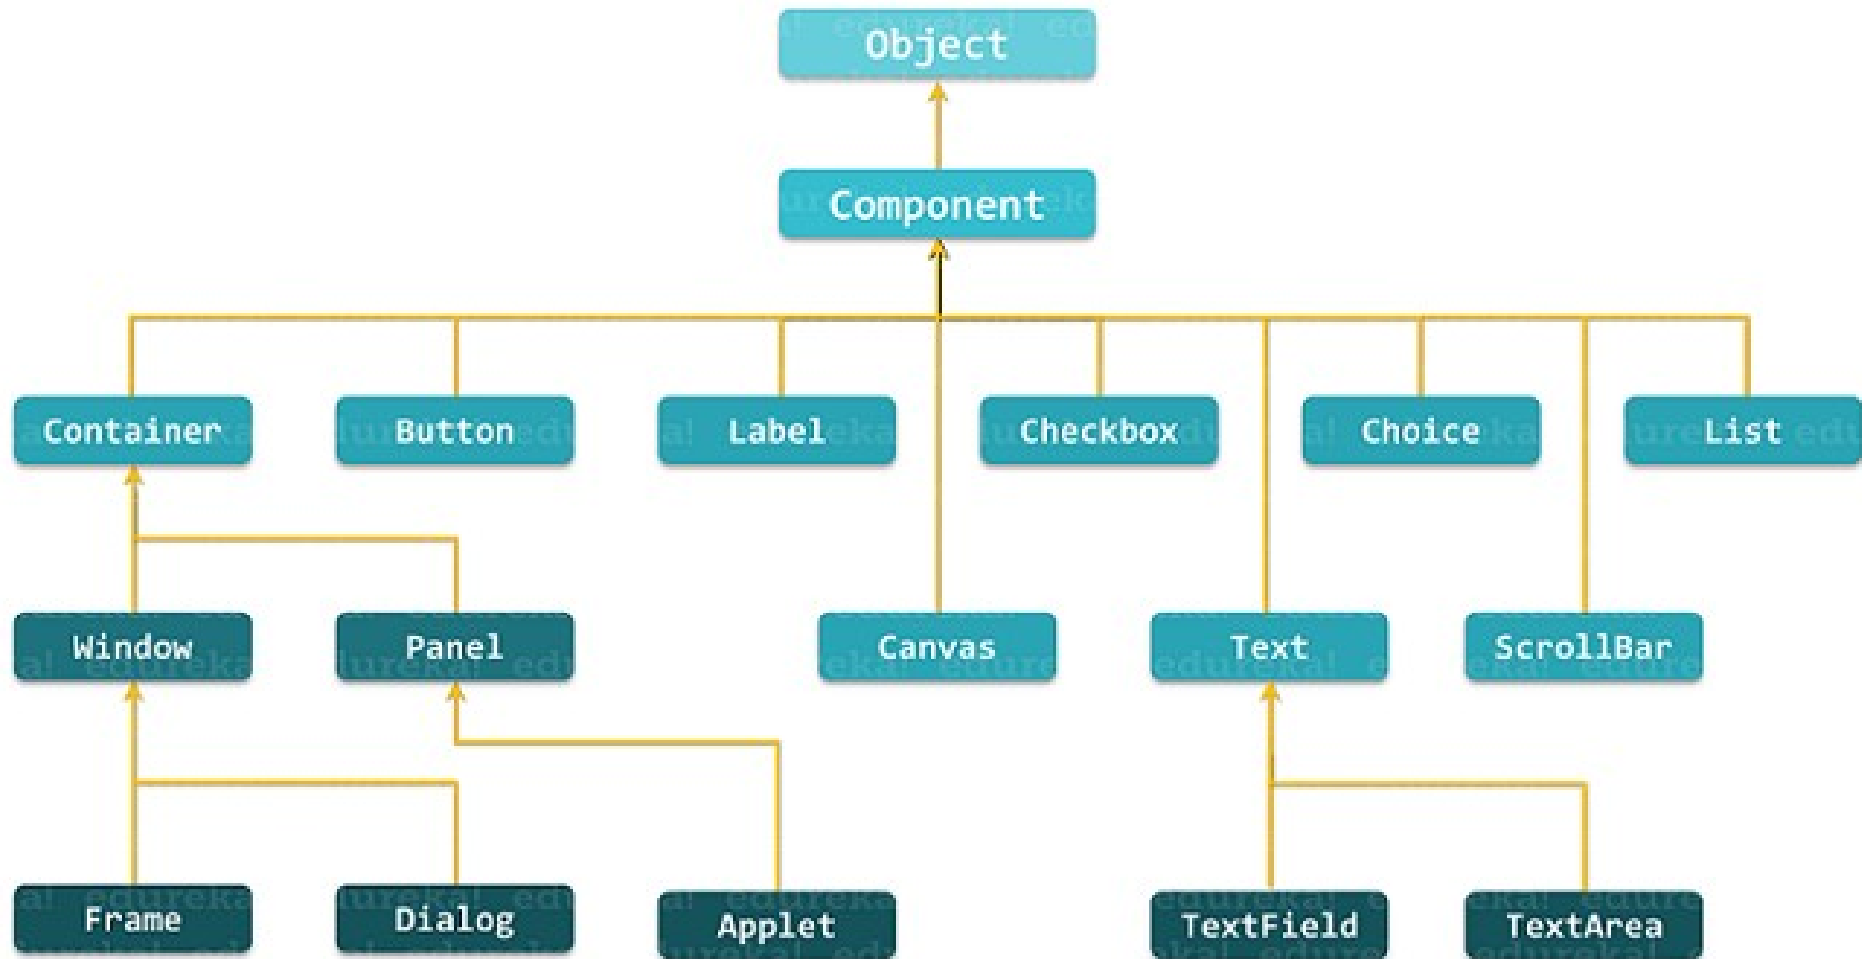 Object
Component
Container
Button
Label
Checkbox
Choice
List
Window
Panel
Canvas
Text
ScrollBar
Frame
Dialog
Applet
TextField
TextArea